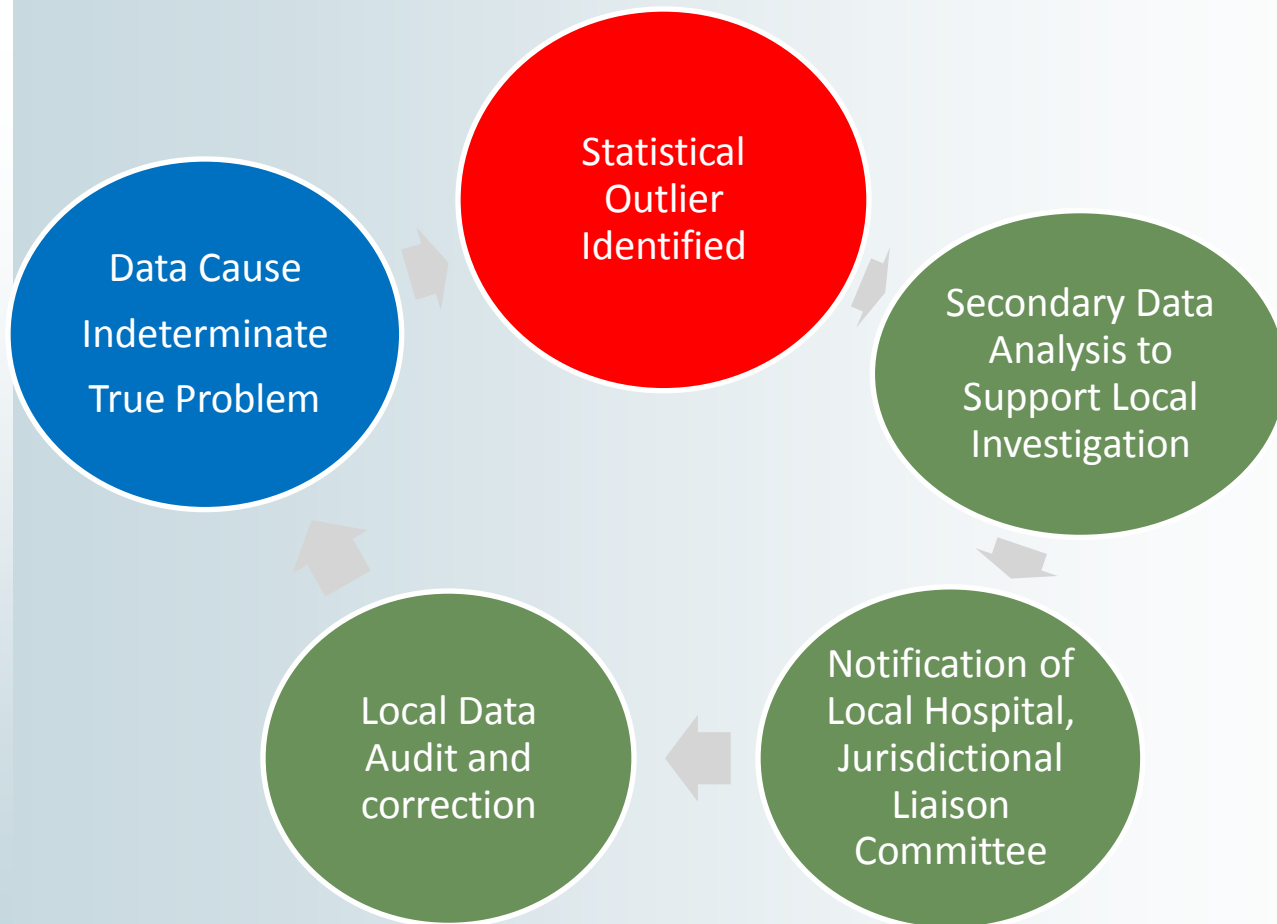 Statistical
Outlier
Identified
Secondary Data
Analysis to
Support Local
Investigation
Notification of
Local Hospital,
Jurisdictional
Liaison
Committee
Local Data
Audit and
correction
Data Cause
Indeterminate
True Problem